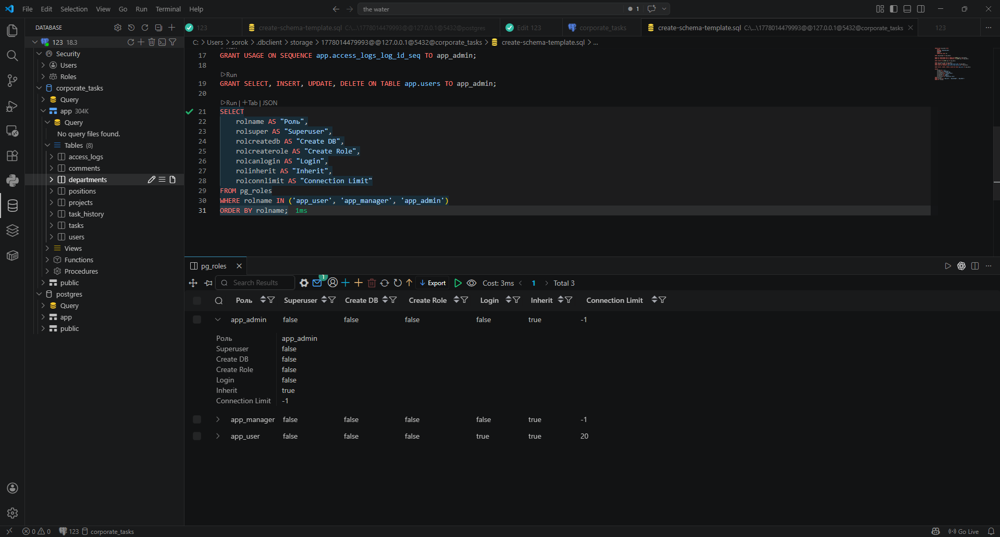 File Edit Selection View Go Run Terminal Help
the water
1
DATABASE
123
create-schema-template.sql C:\...\1778014479993@@127.0.0.1@5432@postgres
Edit 123
corporate_tasks
create-schema-template.sql C:\...\1778014479993@@127.0.0.1@5432@corporate_tasks
123
C: > Users > sorok > .dbclient > storage > 1778014479993@@127.0.0.1@5432@corporate_tasks > create-schema-template.sql > ...
123 18.3
Security
Users
Roles
corporate_tasks
Query
app 304K
Query
No query files found.
Tables (8)
access_logs
comments
departments
positions
projects
task_history
tasks
users
Views
Functions
Procedures
public
postgres
Query
app
public
17 GRANT USAGE ON SEQUENCE app.access_logs_log_id_seq TO app_admin;
18
Run
19 GRANT SELECT, INSERT, UPDATE, DELETE ON TABLE app.users TO app_admin;
20
Run | Tab | JSON
21 SELECT
22 rolname AS "Роль",
23 rolsuper AS "Superuser",
24 rolcreatedb AS "Create DB",
25 rolcreaterole AS "Create Role",
26 rolcanlogin AS "Login",
27 rolinherit AS "Inherit",
28 rolconnlimit AS "Connection Limit"
29 FROM pg_roles
30 WHERE rolname IN ('app_user', 'app_manager', 'app_admin')
31 ORDER BY rolname; 1ms
pg_roles
Search Results
1
Export
Cost: 3ms
1
Total 3
Роль Superuser Create DB Create Role Login Inherit Connection Limit
app_admin false false false false true -1
Роль app_admin
Superuser false
Create DB false
Create Role false
Login false
Inherit true
Connection Limit -1
app_manager false false false false true -1
app_user false false false true true 20
0 0
123
corporate_tasks
Go Live